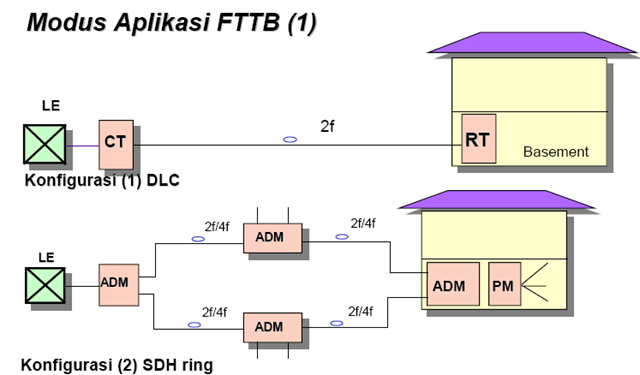 Modus Aplikasi FTTB (1)
LE
CT
2f
RT
Basement
Konfigurasi (1) DLC
2f/4f
ADM
2f/4f
LE
ADM
ADM
PM
2f/4f
ADM
2f/4f
Konfigurasi (2) SDH ring